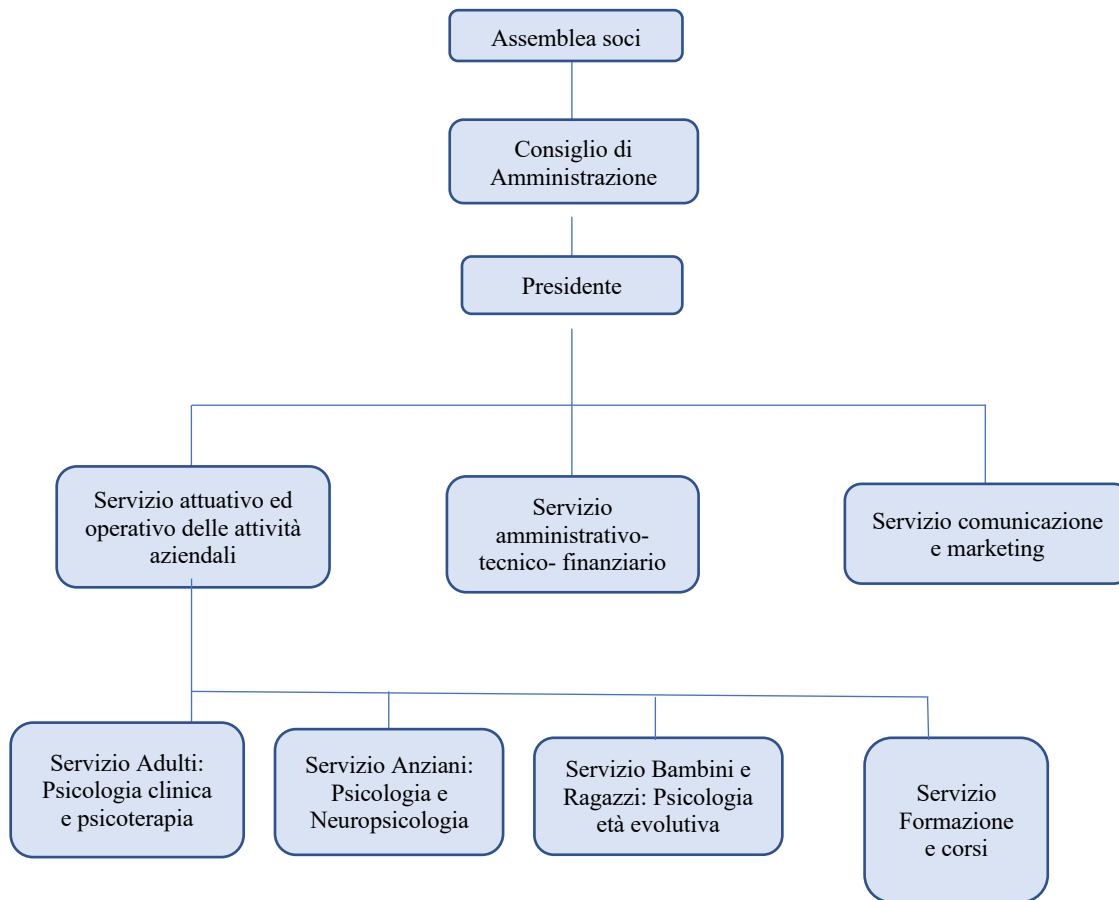 Assemblea soci
Consiglio di
Amministrazione
Presidente
Servizio attuativo ed
operativo delle attività
aziendali
Servizio
amministrativo-
tecnico- finanziario
Servizio comunicazione
e marketing
Servizio Adulti:
Psicologia clinica
e psicoterapia
Servizio Anziani:
Psicologia e
Neuropsicologia
Servizio Bambini e
Ragazzi: Psicologia
età evolutiva
Servizio
Formazione
e corsi